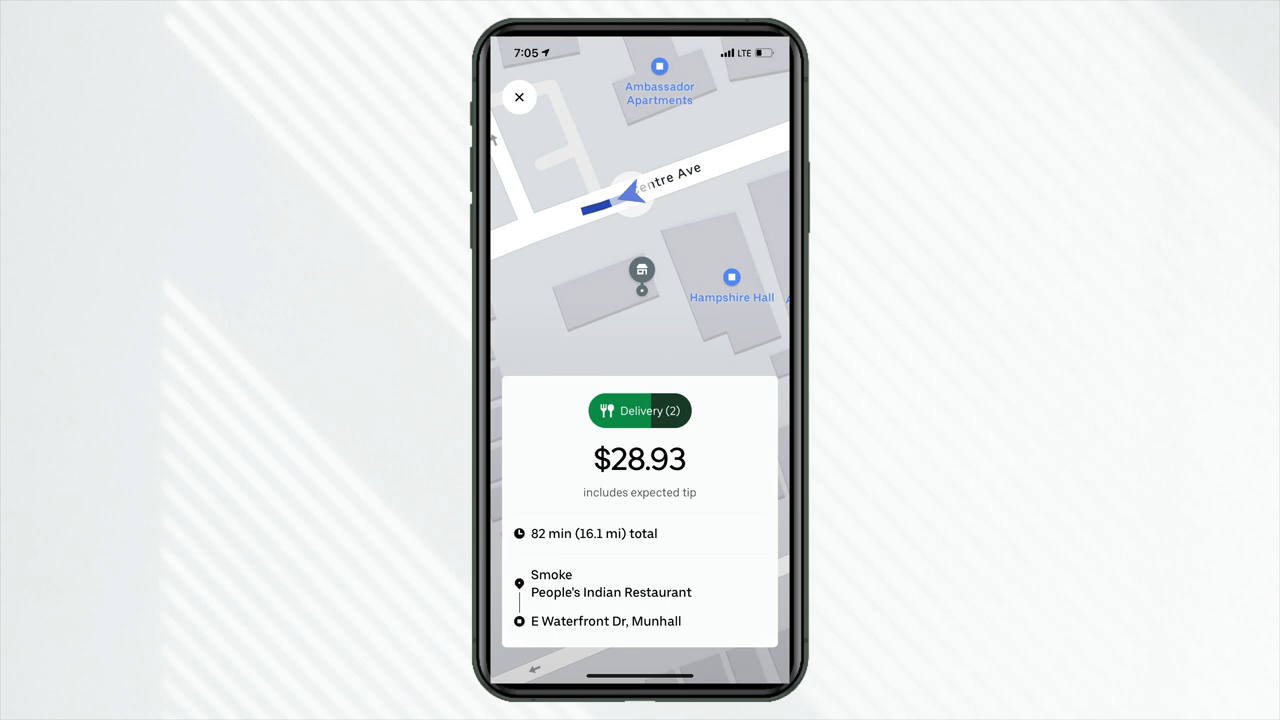 7:05
LTE
Ambassador
Apartments
entre Ave
Hampshire Hall
Delivery (2)
$28.93
includes expected tip
82 min (16.1 mi) total
Smoke
People's Indian Restaurant
E Waterfront Dr, Munhall